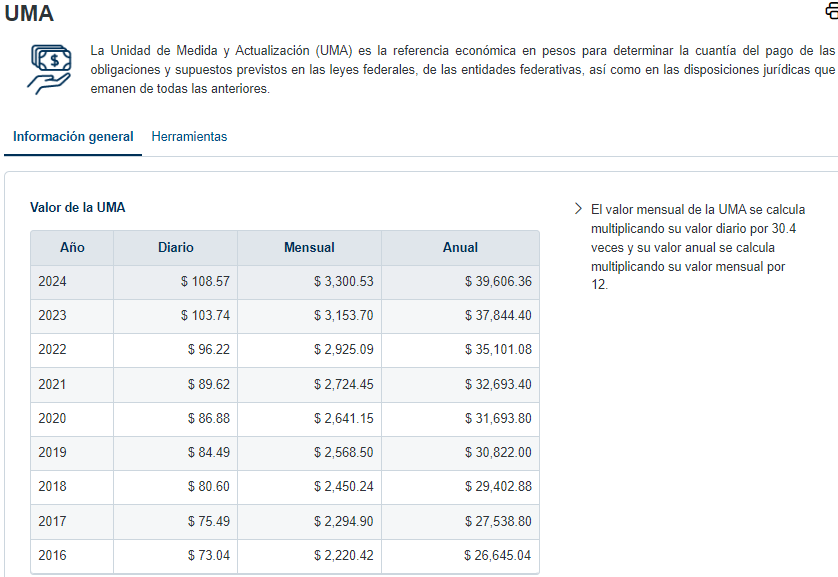 UMA
La Unidad de Medida y Actualización (UMA) es la referencia económica en pesos para determinar la cuantía del pago de las
obligaciones y supuestos previstos en las leyes federales, de las entidades federativas, así como en las disposiciones jurídicas que
emanen de todas las anteriores.
Información general Herramientas
Valor de la UMA
Año Diario Mensual Anual
2024 $ 108.57 $ 3,300.53 $ 39,606.36
2023 $ 103.74 $ 3,153.70 $ 37,844.40
2022 $ 96.22 $ 2,925.09 $ 35,101.08
2021 $ 89.62 $ 2,724.45 $ 32,693.40
2020 $ 86.88 $ 2,641.15 $ 31,693.80
2019 $ 84.49 $ 2,568.50 $ 30,822.00
2018 $ 80.60 $ 2,450.24 $ 29,402.88
2017 $ 75.49 $ 2,294.90 $ 27,538.80
2016 $ 73.04 $ 2,220.42 $ 26,645.04
El valor mensual de la UMA se calcula
multiplicando su valor diario por 30.4
veces y su valor anual se calcula
multiplicando su valor mensual por
12.